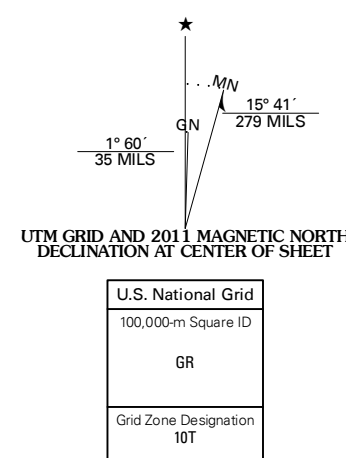 ★
MN
15° 41´
279 MILS
GN
1° 60´
35 MILS
UTM GRID AND 2011 MAGNETIC NORTH
DECLINATION AT CENTER OF SHEET
U.S. National Grid
100,000-m Square ID
GR
Grid Zone Designation
10T